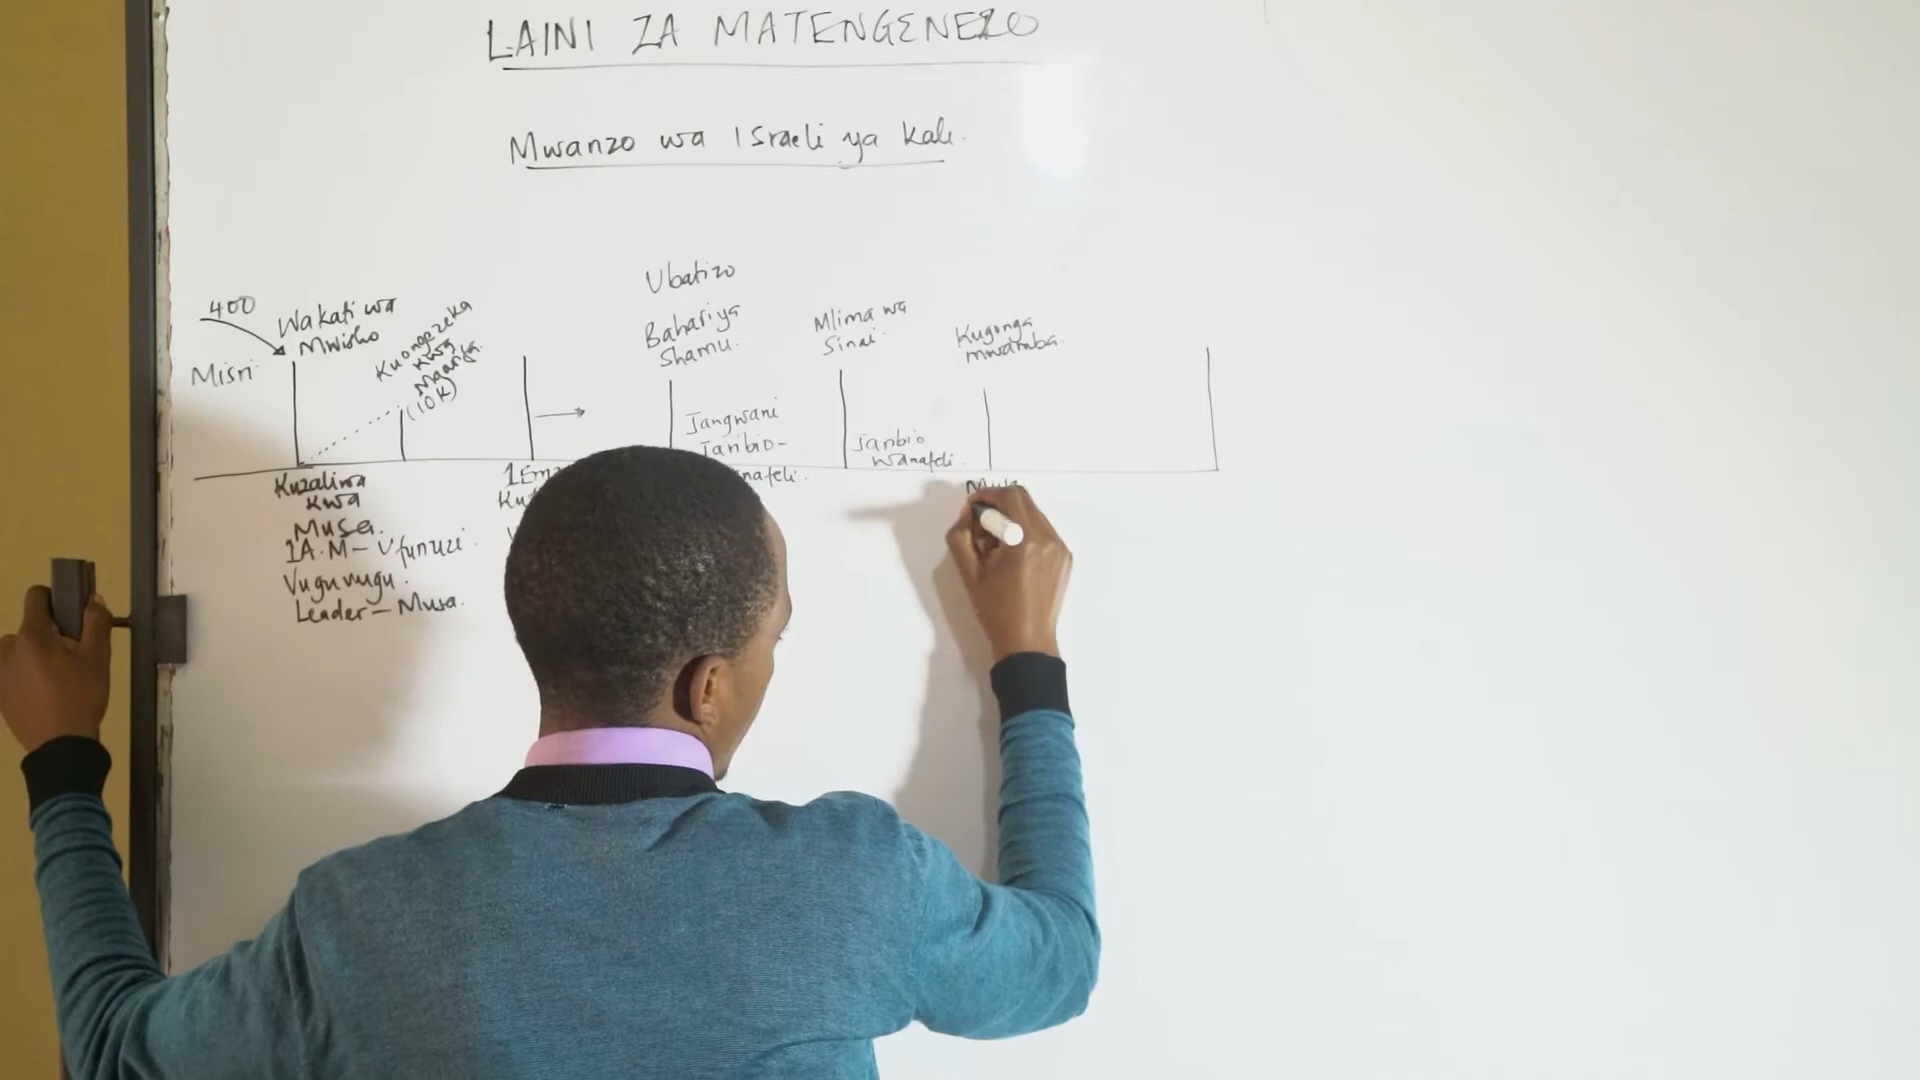 LAINI ZA MATENGENEZO
Mwanzo wa Israeli ya kale.
400
Misri
Wakati wa
Mwisho
Kuongezeka
kwa
Maarifa.
(10K)
Ubatizo
Bahari ya
Shamu.
Mlima wa
Sinai
Kugonga
mwamba.
Jangwani
Jaribio-
Jaribio
wanafeli.
Kuzaliwa
kwa
Musa.
1A.M- Ufunuzi.
Vuguvugu.
Leader- Musa.